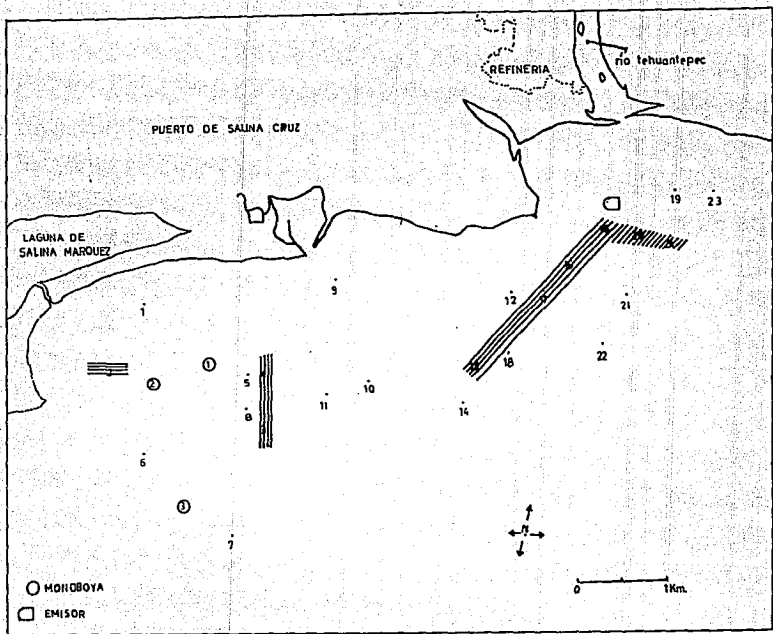 REFINERIA
rio tehuantepec
PUERTO DE SALINA CRUZ
19
23
LAGUNA DE
SALINA MARQUEZ
9
12
21
1
18
22
1
5
10
2
8
11
14
6
3
7
N
MONOBOYA
EMISOR
0
1Km.